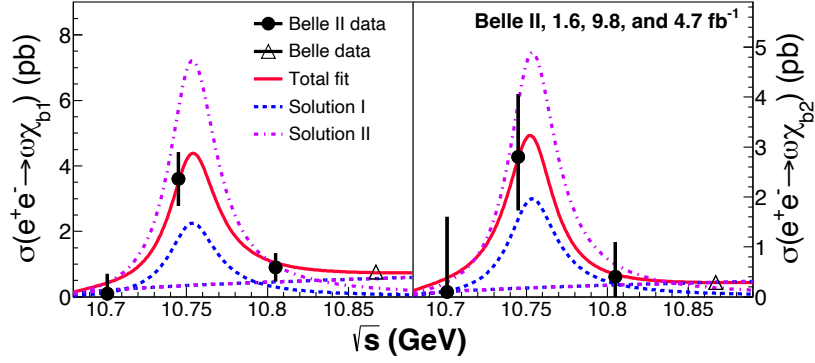 σ(e⁺e⁻→ωχ_b1) (pb)
8
6
4
2
0
Belle II data
Belle data
Total fit
Solution I
Solution II
Belle II, 1.6, 9.8, and 4.7 fb⁻¹
5
4
3
2
1
0
σ(e⁺e⁻→ωχ_b2) (pb)
10.7 10.75 10.8 10.85 10.7 10.75 10.8 10.85
√s (GeV)